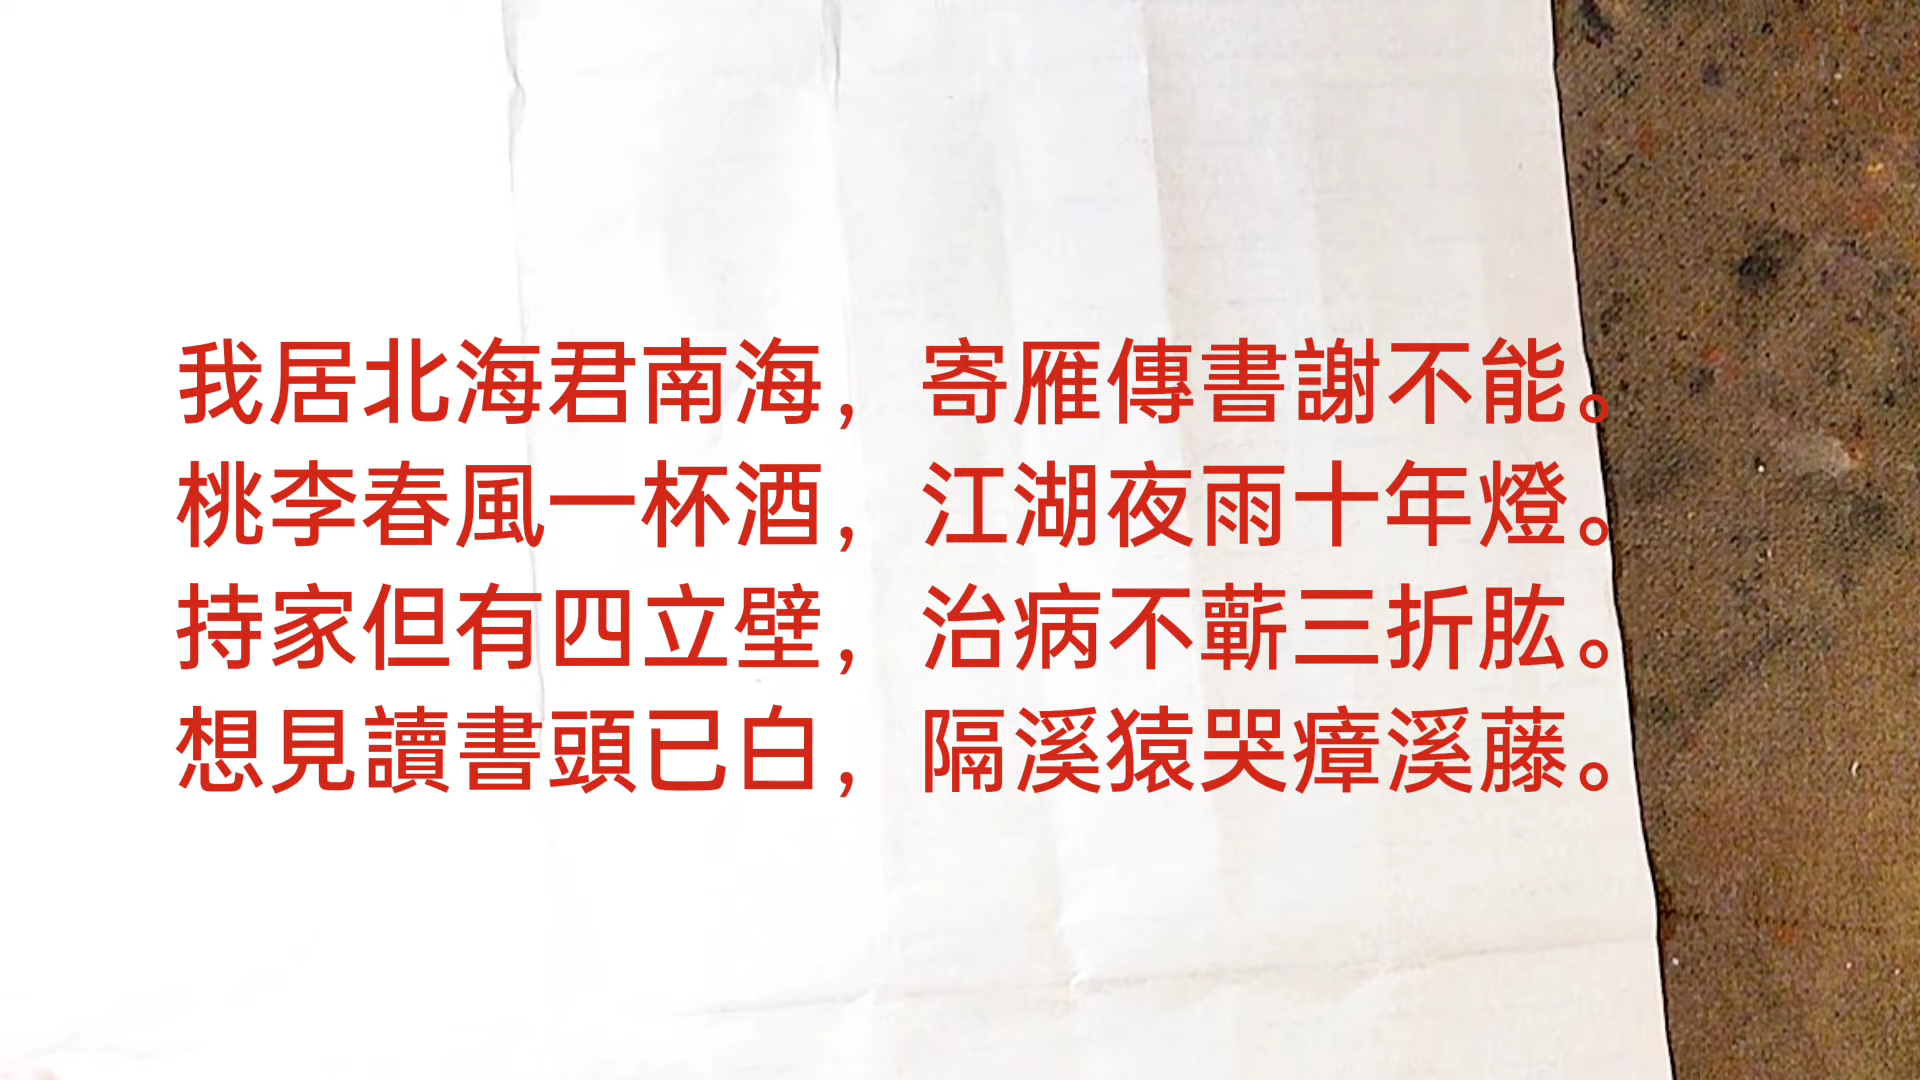 我居北海君南海，寄雁傳書謝不能。
桃李春風一杯酒，江湖夜雨十年燈。
持家但有四立壁，治病不蘄三折肱。
想見讀書頭已白，隔溪猿哭瘴溪藤。